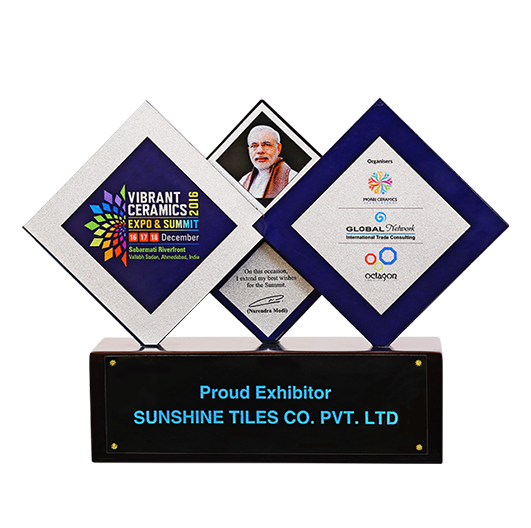 VIBRANT
CERAMICS
2016
EXPO & SUMMIT
16 17 18 December
Sabarmati Riverfront
Vallabh Sadan, Ahmedabad, India
On this occasion,
I extend my best wishes
for the Summit.
(Narendra Modi)
Organisers
GLOBAL Network
International Trade Consulting
octagon
Proud Exhibitor
SUNSHINE TILES CO. PVT. LTD